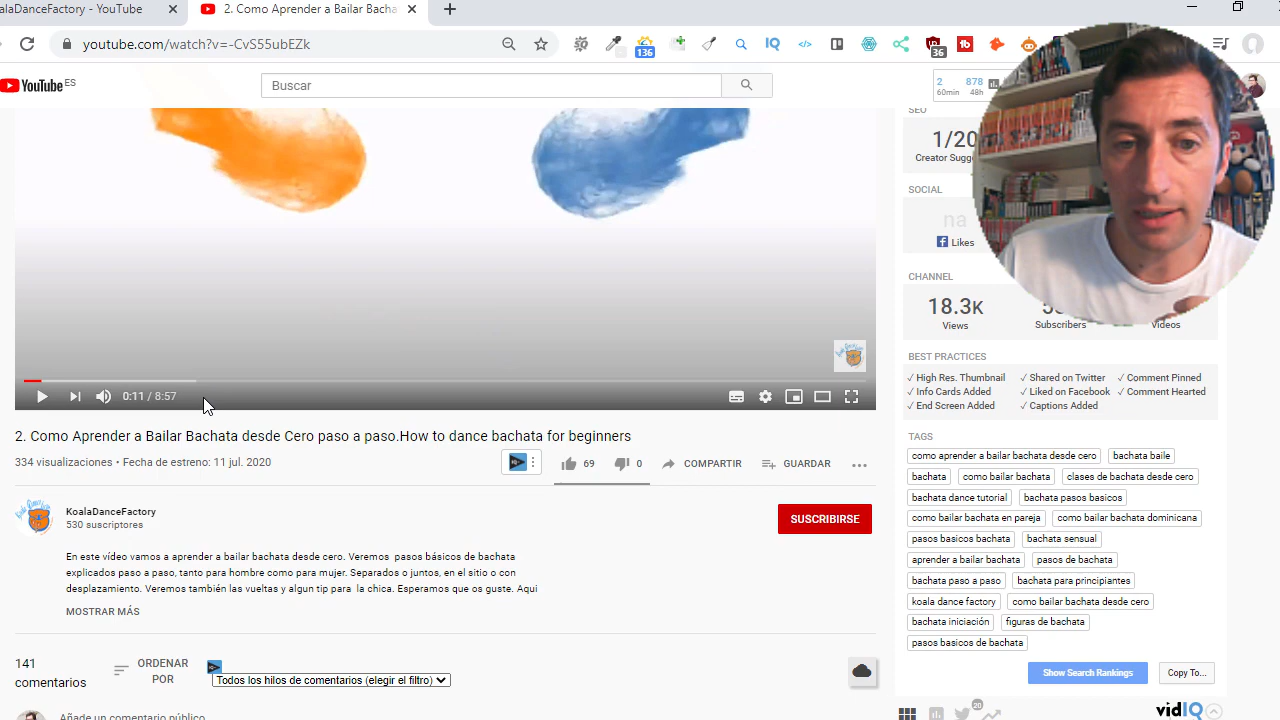 alaDanceFactory - YouTube
2. Como Aprender a Bailar Bacha
youtube.com/watch?v=-CvS55ubEZk
136
36
YouTube ES
Buscar
2 878
60min 48h
SEO
1/20
Creator Sugge
SOCIAL
na
Likes
CHANNEL
18.3K
Views Subscribers Videos
BEST PRACTICES
✓ High Res. Thumbnail ✓ Shared on Twitter ✓ Comment Pinned
✓ Info Cards Added ✓ Liked on Facebook ✓ Comment Hearted
✓ End Screen Added ✓ Captions Added
0:11 / 8:57
2. Como Aprender a Bailar Bachata desde Cero paso a paso.How to dance bachata for beginners
334 visualizaciones • Fecha de estreno: 11 jul. 2020
69 0 COMPARTIR GUARDAR
KoalaDanceFactory
530 suscriptores
SUSCRIBIRSE
En este vídeo vamos a aprender a bailar bachata desde cero. Veremos pasos básicos de bachata
explicados paso a paso, tanto para hombre como para mujer. Separados o juntos, en el sitio o con
desplazamiento. Veremos también las vueltas y algun tip para la chica. Esperamos que os guste. Aqui
MOSTRAR MÁS
141
comentarios
ORDENAR
POR
Todos los hilos de com
Añade un comentario público
TAGS
como aprender a bailar bachata desde cero bachata baile
bachata como bailar bachata clases de bachata desde cero
bachata dance tutorial bachata pasos basicos
como bailar bachata en pareja como bailar bachata dominicana
pasos basicos bachata bachata sensual
aprender a bailar bachata pasos de bachata
bachata paso a paso bachata para principiantes
koala dance factory como bailar bachata desde cero
bachata iniciación figuras de bachata
pasos basicos de bachata
Show Search Rankings Copy To...
20
vidIQ